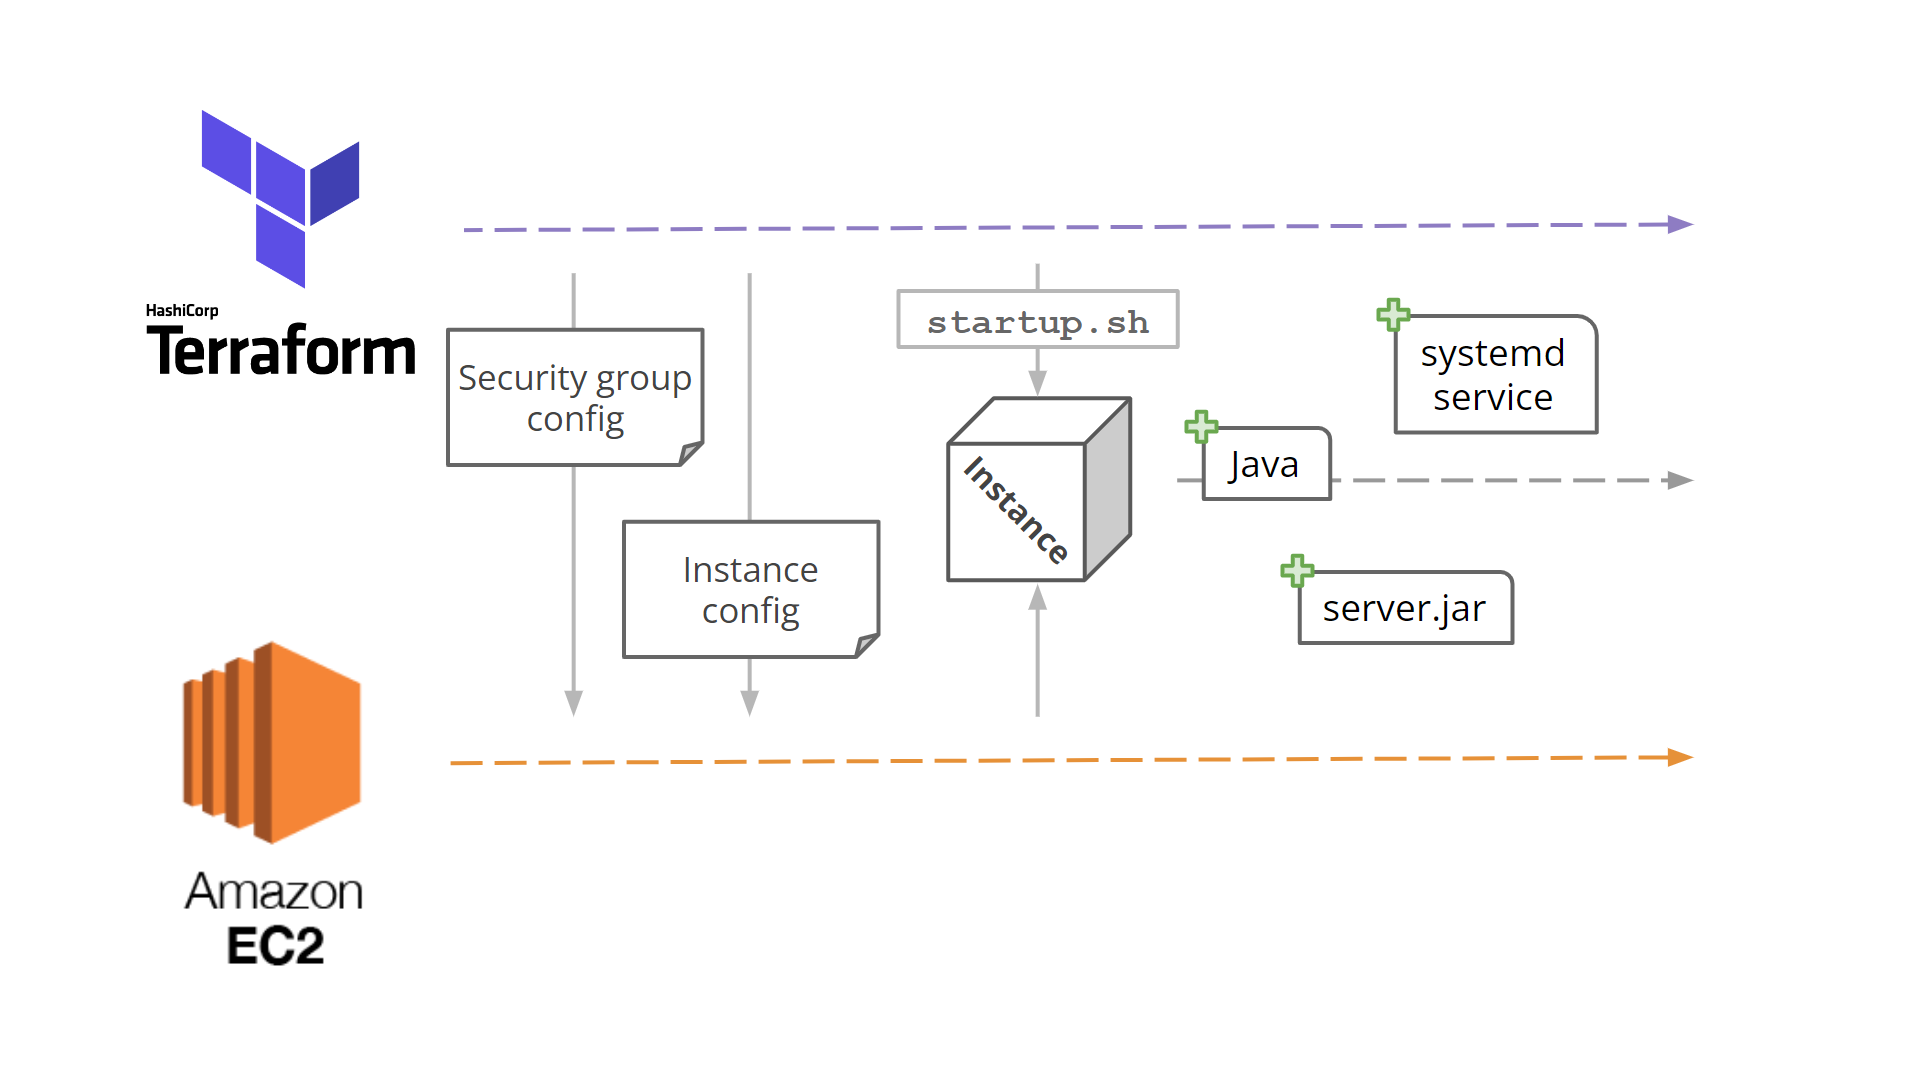 HashiCorp
Terraform
Security group
config
Instance
config
startup.sh
Instance
Java
systemd
service
server.jar
Amazon
EC2